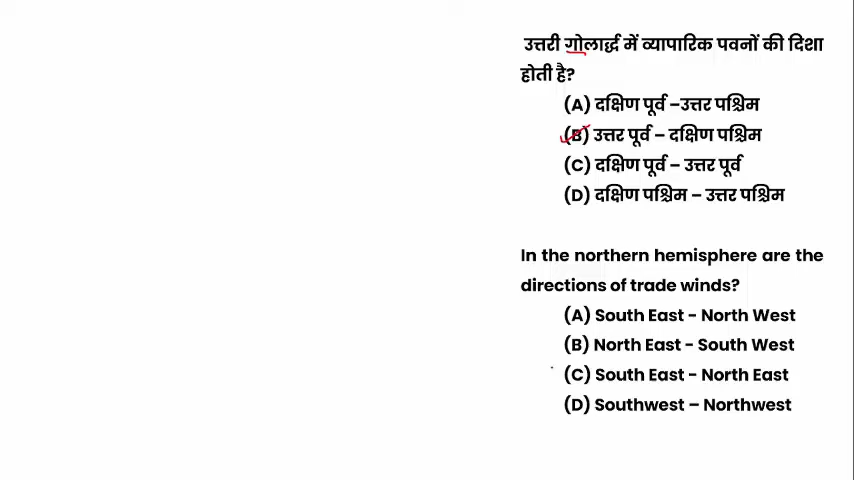 उत्तरी गोलार्द्ध में व्यापारिक पवनों की दिशा
होती है?
(A) दक्षिण पूर्व –उत्तर पश्चिम
(B) उत्तर पूर्व – दक्षिण पश्चिम
(C) दक्षिण पूर्व – उत्तर पूर्व
(D) दक्षिण पश्चिम – उत्तर पश्चिम
In the northern hemisphere are the
directions of trade winds?
(A) South East - North West
(B) North East - South West
(C) South East - North East
(D) Southwest – Northwest